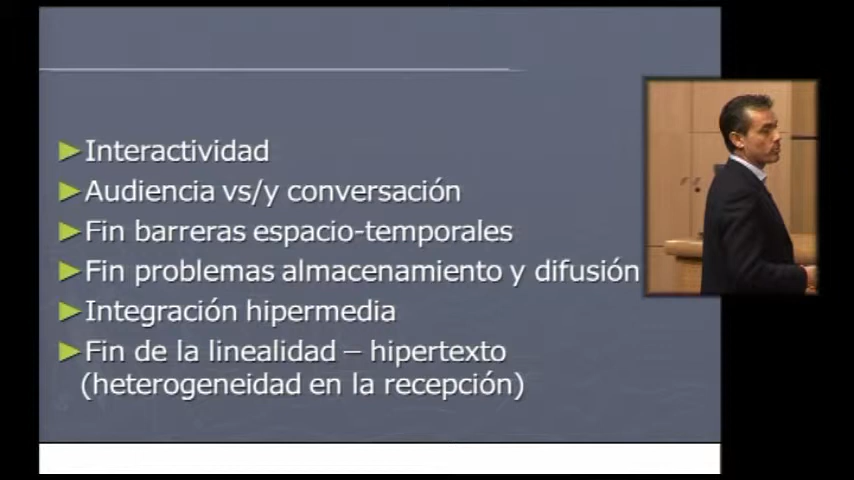 Interactividad
Audiencia vs/y conversación
Fin barreras espacio-temporales
Fin problemas almacenamiento y difusión
Integración hipermedia
Fin de la linealidad – hipertexto
(heterogeneidad en la recepción)